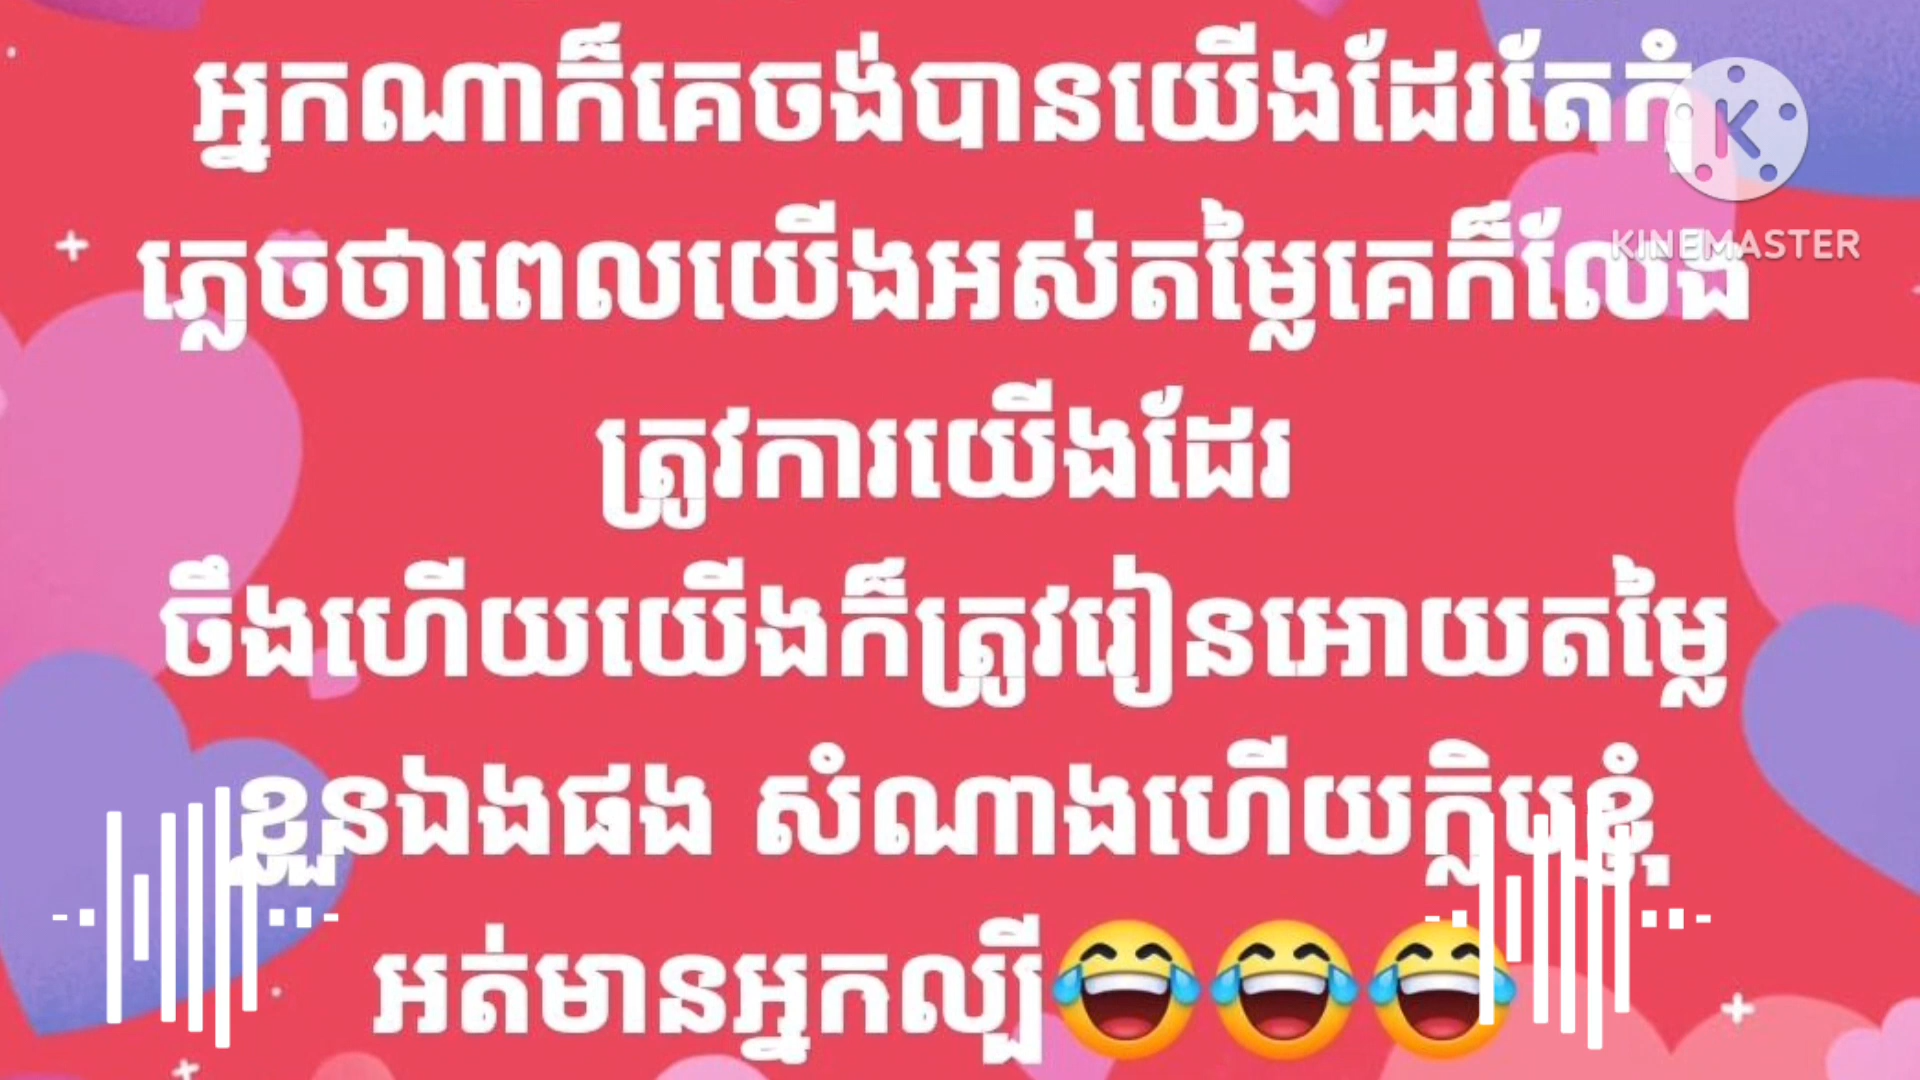 អ្នកណាក៏គេចង់បានយើងដែរតែកុំ
ភ្លេចថាពេលយើងអស់តម្លៃគេក៏លែង
ត្រូវការយើងដែរ
ចឹងហើយយើងក៏ត្រូវរៀនអោយតម្លៃ
ខ្លួនឯងផង សំណាងហើយក្លិបខ្ញុំ
អត់មានអ្នកល្បី😂😂😂
KINEMASTER